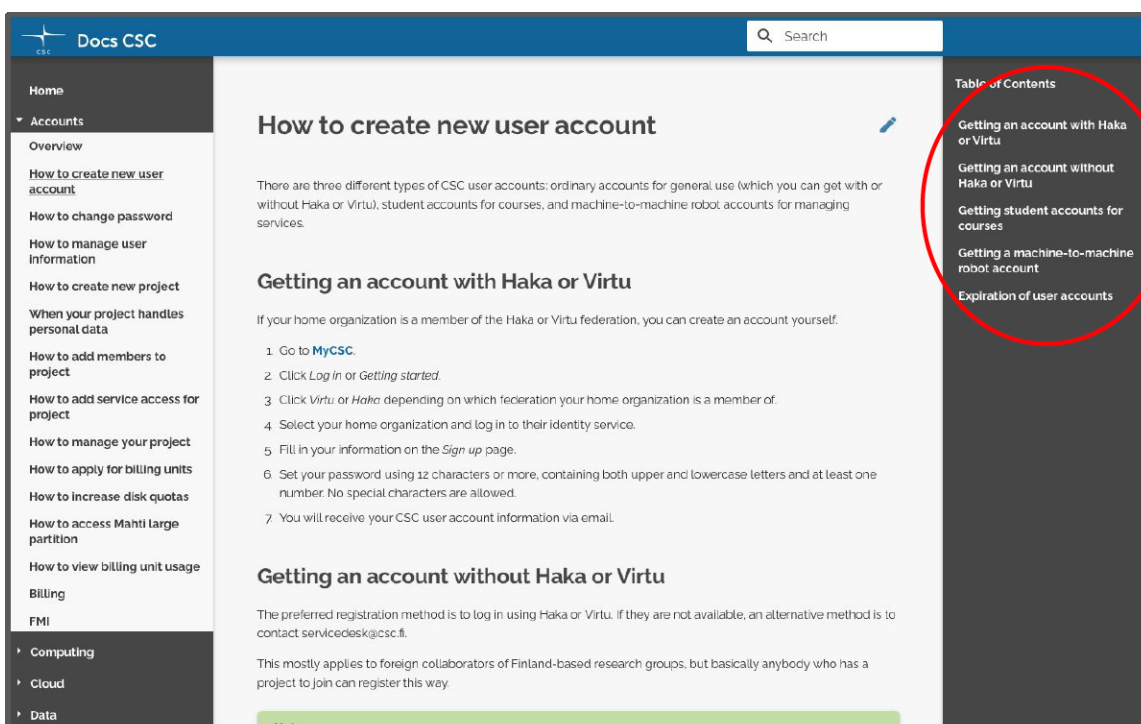 CSC
Docs CSC
Search
Home
Accounts
Overview
How to create new user
account
How to change password
How to manage user
information
How to create new project
When your project handles
personal data
How to add members to
project
How to add service access for
project
How to manage your project
How to apply for billing units
How to increase disk quotas
How to access Mahti large
partition
How to view billing unit usage
Billing
FMI
Computing
Cloud
Data
How to create new user account
There are three different types of CSC user accounts: ordinary accounts for general use (which you can get with or
without Haka or Virtu), student accounts for courses, and machine-to-machine robot accounts for managing
services.
Getting an account with Haka or Virtu
If your home organization is a member of the Haka or Virtu federation, you can create an account yourself.
1. Go to MyCSC.
2. Click Log in or Getting started.
3. Click Virtu or Haka depending on which federation your home organization is a member of.
4. Select your home organization and log in to their identity service.
5. Fill in your information on the Sign up page.
6. Set your password using 12 characters or more, containing both upper and lowercase letters and at least one
number. No special characters are allowed.
7. You will receive your CSC user account information via email.
Getting an account without Haka or Virtu
The preferred registration method is to log in using Haka or Virtu. If they are not available, an alternative method is to
contact servicedesk@csc.fi.
This mostly applies to foreign collaborators of Finland-based research groups, but basically anybody who has a
project to join can register this way.
Table of Contents
Getting an account with Haka
or Virtu
Getting an account without
Haka or Virtu
Getting student accounts for
courses
Getting a machine-to-machine
robot account
Expiration of user accounts